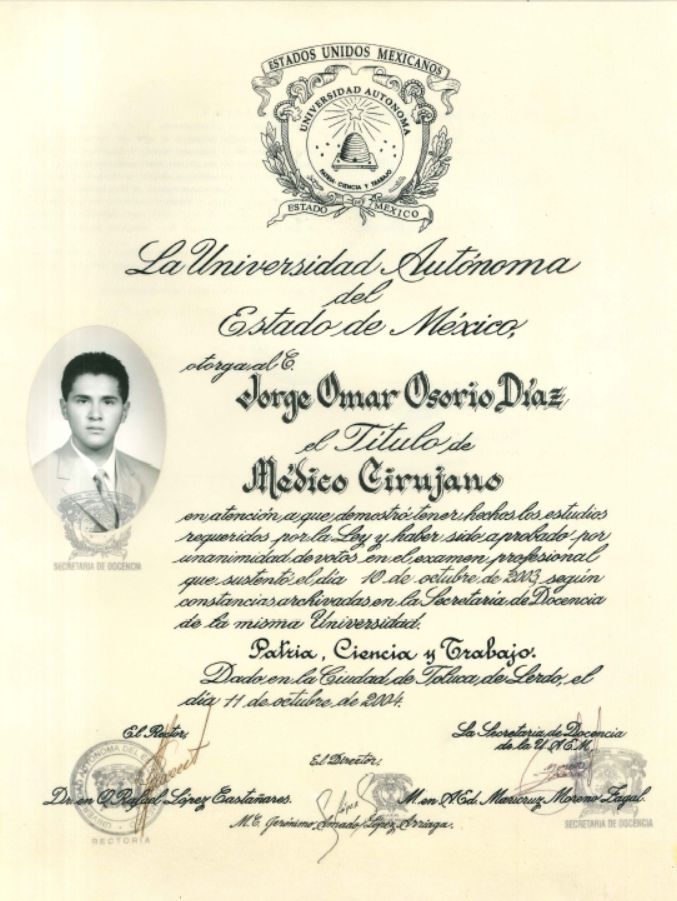 ESTADOS UNIDOS MEXICANOS
UNIVERSIDAD AUTONOMA
PATRIA CIENCIA Y TRABAJO
ESTADO DE MEXICO
La Universidad Autónoma
del
Estado de México,
otorga al C.
Jorge Omar Osorio Díaz
el Título de
Médico Cirujano
en atención a que demostró tener hechos los estudios
requeridos por la Ley y haber sido aprobado por
unanimidad de votos en el examen profesional
que sustentó el día 10 de octubre de 2003, según
constancias archivadas en la Secretaría de Docencia
de la misma Universidad.
SECRETARIA DE DOCENCIA
Patria, Ciencia y Trabajo.
Dado en la Ciudad de Toluca de Lerdo, el
día 11 de octubre de 2004.
El Rector,
La Secretaria de Docencia
de la U.A.E.M.
El Director,
Dr. en Q. Rafael López Castañares.
M. en A.Ed. Maricruz Moreno Zagal.
M.C. Gerónimo Amado López Arriaga.
RECTORIA
SECRETARIA DE DOCENCIA